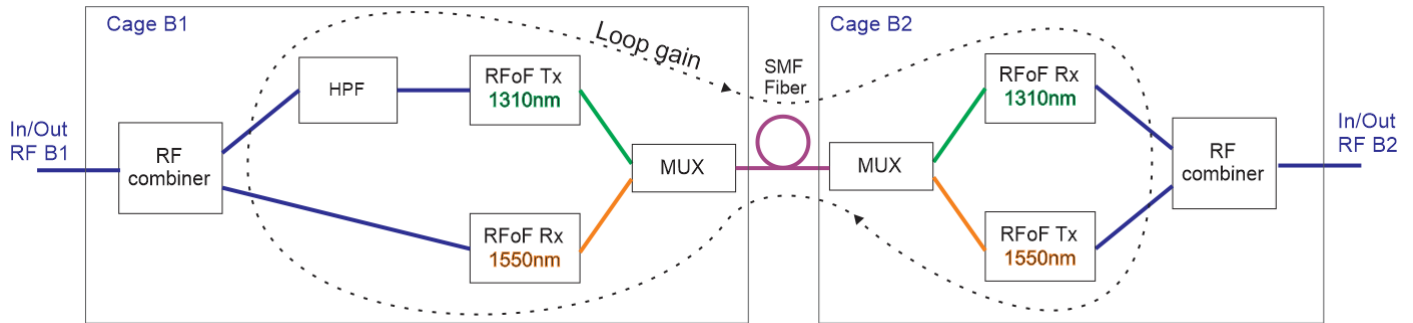 Cage B1
Loop gain
SMF
Fiber
Cage B2
HPF
RFoF Tx
1310nm
RFoF Rx
1310nm
In/Out
RF B1
RF
combiner
MUX
MUX
RF
combiner
In/Out
RF B2
RFoF Rx
1550nm
RFoF Tx
1550nm